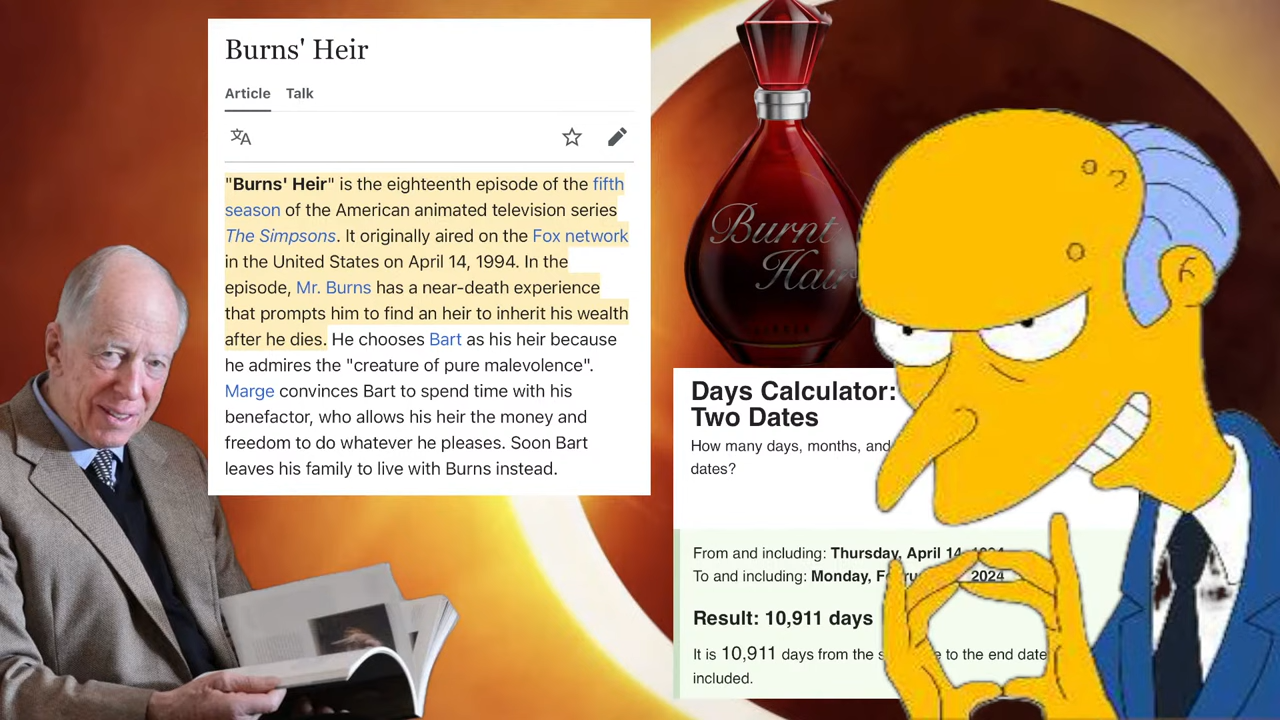 Burns' Heir
Article Talk
"Burns' Heir" is the eighteenth episode of the fifth
season of the American animated television series
The Simpsons. It originally aired on the Fox network
in the United States on April 14, 1994. In the
episode, Mr. Burns has a near-death experience
that prompts him to find an heir to inherit his wealth
after he dies. He chooses Bart as his heir because
he admires the "creature of pure malevolence".
Marge convinces Bart to spend time with his
benefactor, who allows his heir the money and
freedom to do whatever he pleases. Soon Bart
leaves his family to live with Burns instead.
Burnt
Hair
Days Calculator:
Two Dates
How many days, months, and
dates?
From and including: Thursday, April 14, 1994
To and including: Monday, 2024
Result: 10,911 days
It is 10,911 days from the to the end date
included.